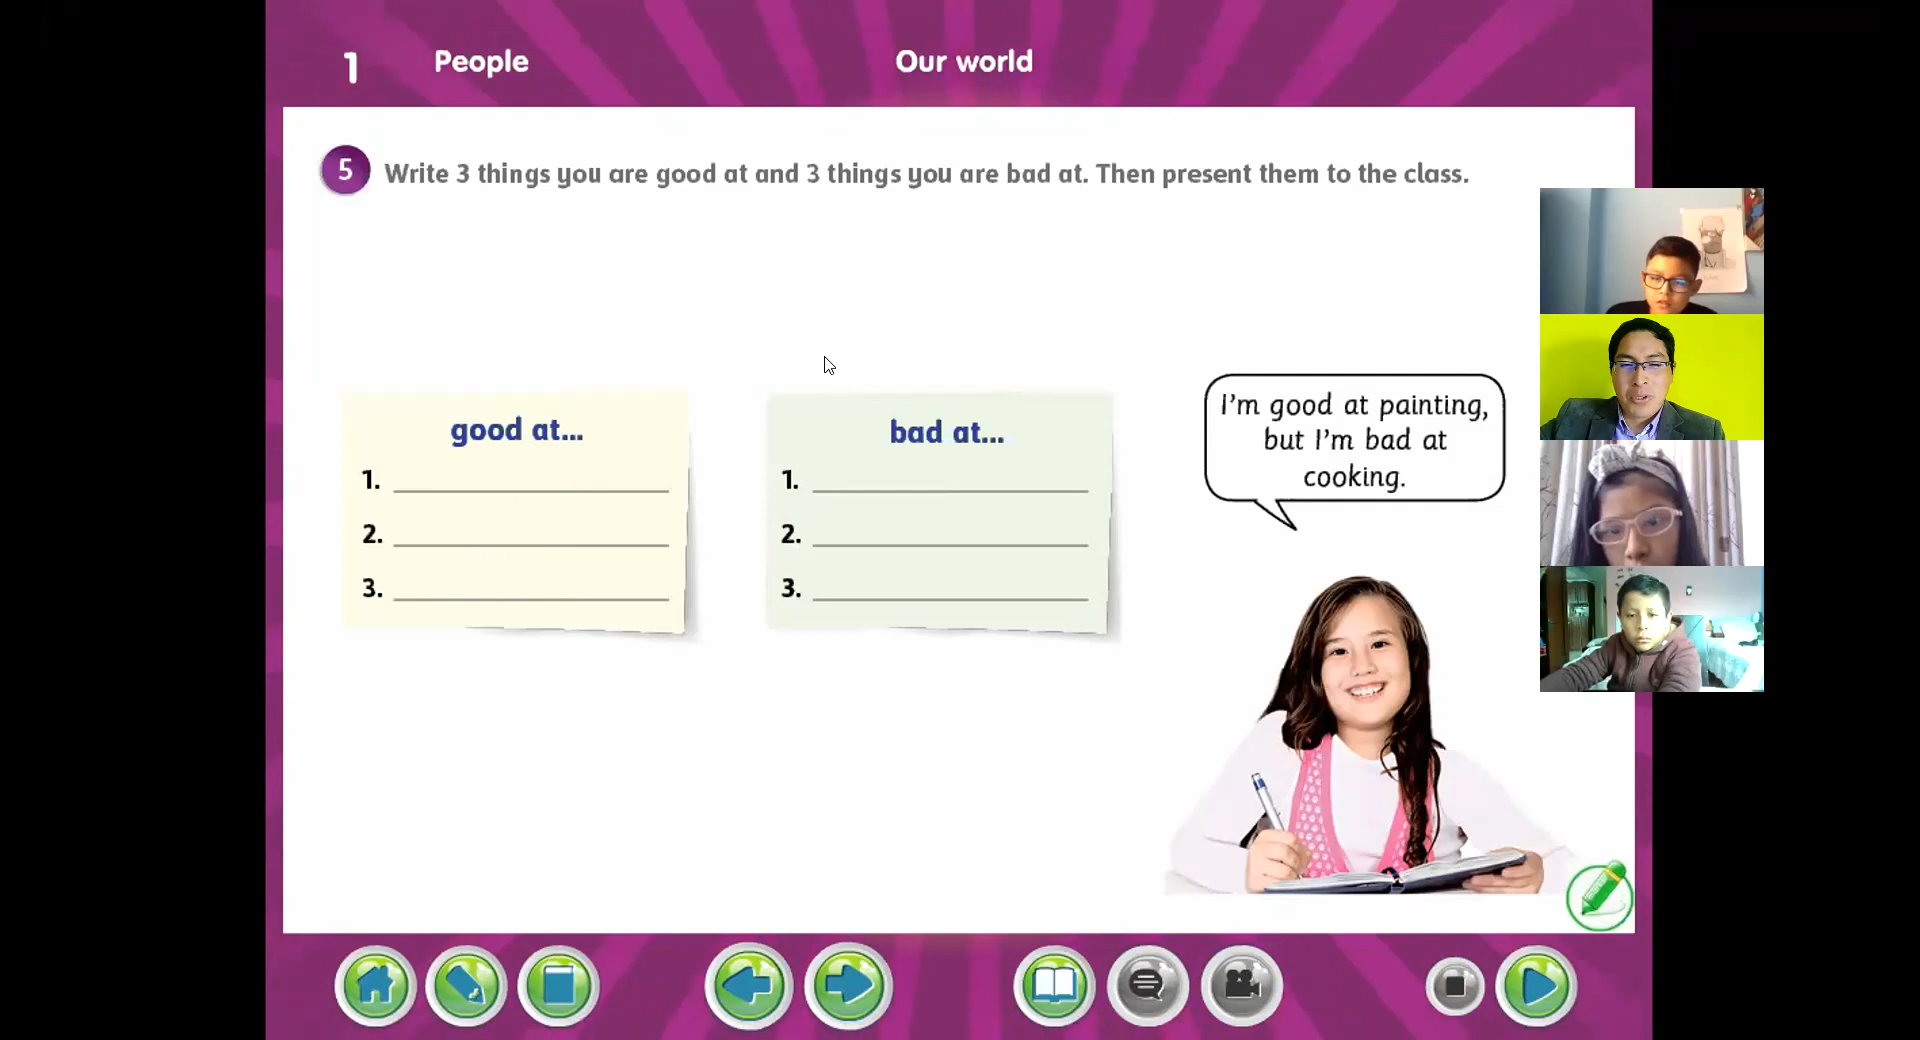 1 People Our world
5 Write 3 things you are good at and 3 things you are bad at. Then present them to the class.
good at...
1.
2.
3.
bad at...
1.
2.
3.
I'm good at painting,
but I'm bad at
cooking.